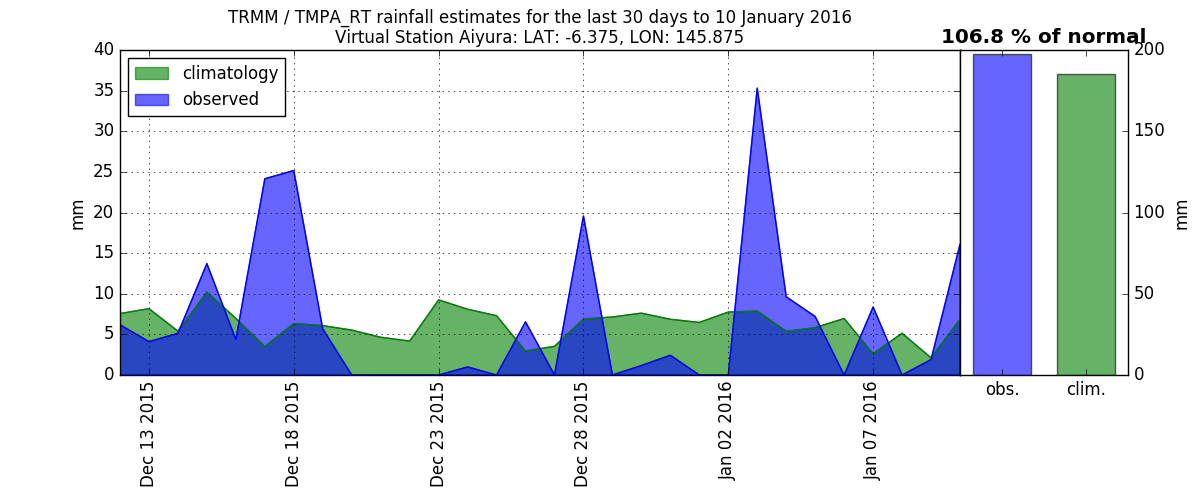 TRMM / TMPA_RT rainfall estimates for the last 30 days to 10 January 2016
Virtual Station Aiyura: LAT: -6.375, LON: 145.875
106.8 % of normal
climatology
observed
40
35
30
25
20
15
10
5
0
mm
Dec 13 2015
Dec 18 2015
Dec 23 2015
Dec 28 2015
Jan 02 2016
Jan 07 2016
200
150
100
50
0
mm
obs.
clim.